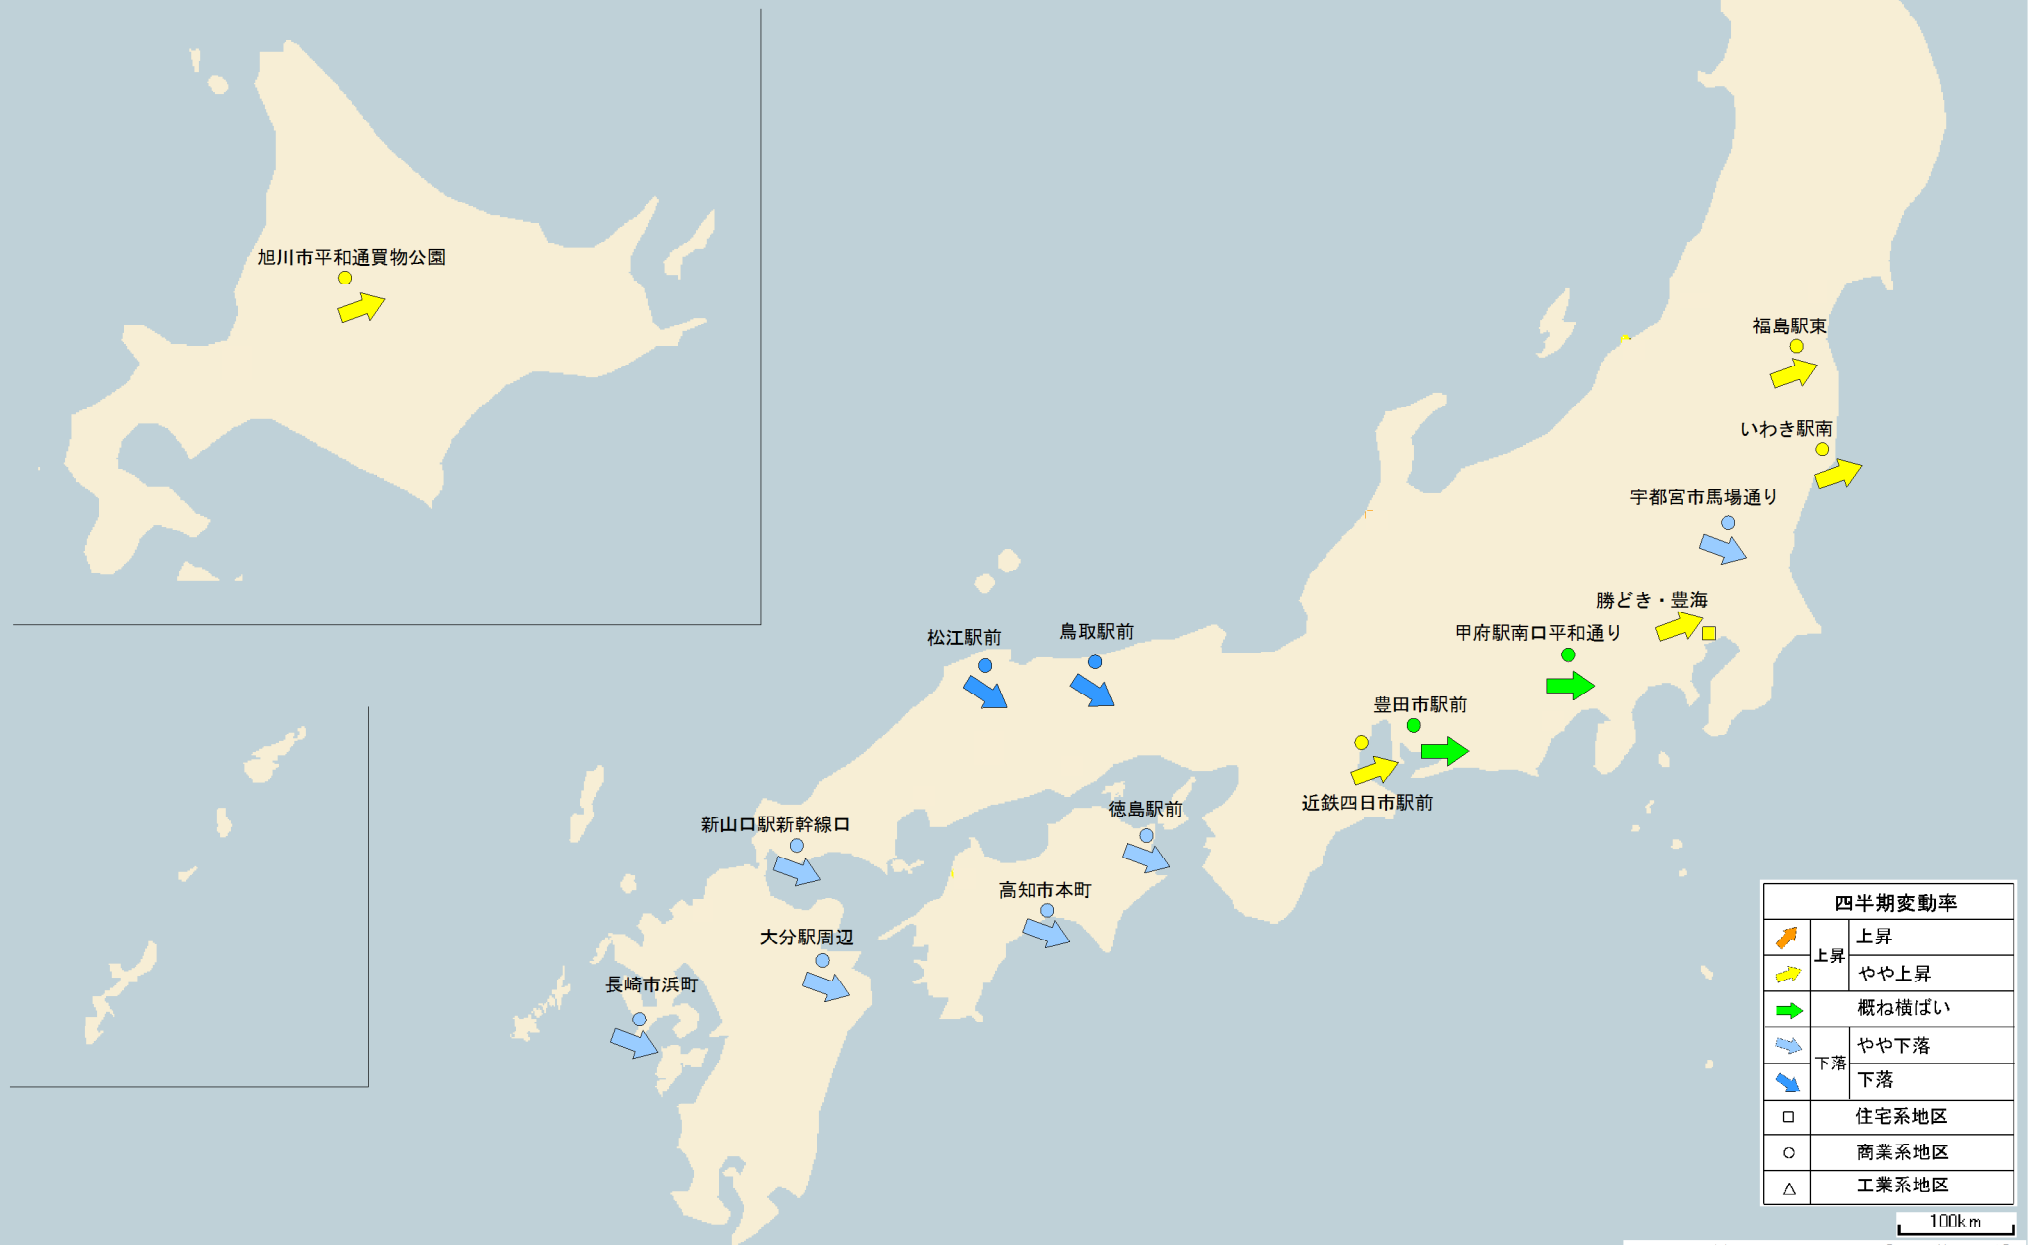 旭川市平和通買物公園
福島駅東
いわき駅南
宇都宮市馬場通り
勝どき・豊海
甲府駅南口平和通り
松江駅前
鳥取駅前
豊田市駅前
近鉄四日市駅前
徳島駅前
新山口駅新幹線口
高知市本町
大分駅周辺
長崎市浜町
四半期変動率
上昇
上昇
やや上昇
概ね横ばい
下落
やや下落
下落
住宅系地区
商業系地区
工業系地区
100km